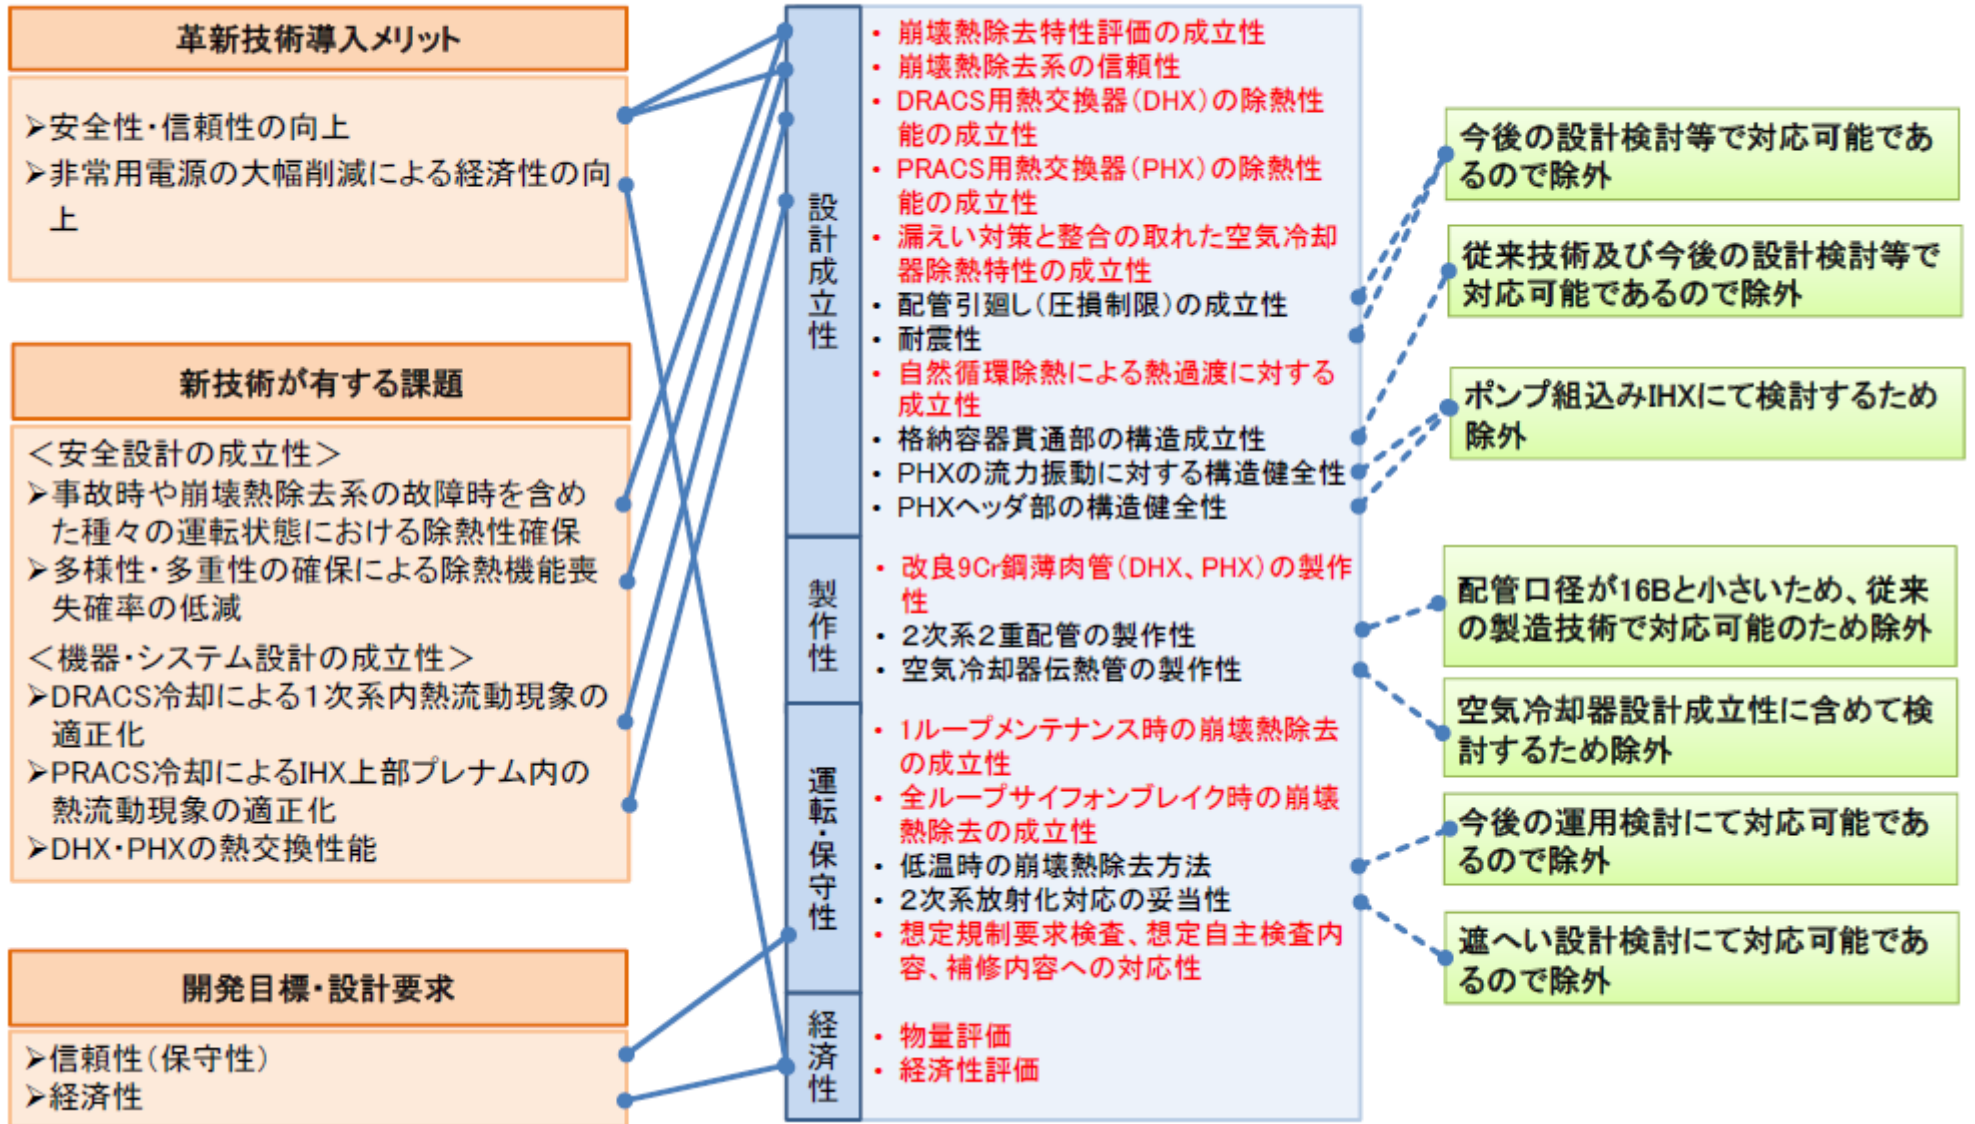 革新技術導入メリット
➢安全性・信頼性の向上
➢非常用電源の大幅削減による経済性の向
上
新技術が有する課題
＜安全設計の成立性＞
➢事故時や崩壊熱除去系の故障時を含め
た種々の運転状態における除熱性確保
➢多様性・多重性の確保による除熱機能喪
失確率の低減
＜機器・システム設計の成立性＞
➢DRACS冷却による1次系内熱流動現象の
適正化
➢PRACS冷却によるIHX上部プレナム内の
熱流動現象の適正化
➢DHX・PHXの熱交換性能
開発目標・設計要求
➢信頼性（保守性）
➢経済性
設計成立性
・崩壊熱除去特性評価の成立性
・崩壊熱除去系の信頼性
・DRACS用熱交換器（DHX）の除熱性
能の成立性
・PRACS用熱交換器（PHX）の除熱性
能の成立性
・漏えい対策と整合の取れた空気冷却
器除熱特性の成立性
・配管引廻し（圧損制限）の成立性
・耐震性
・自然循環除熱による熱過渡に対する
成立性
・格納容器貫通部の構造成立性
・PHXの流力振動に対する構造健全性
・PHXヘッダ部の構造健全性
製作性
・改良9Cr鋼薄肉管（DHX、PHX）の製作
性
・2次系2重配管の製作性
・空気冷却器伝熱管の製作性
運転・保守性
・1ループメンテナンス時の崩壊熱除去
の成立性
・全ループサイフォンブレイク時の崩壊
熱除去の成立性
・低温時の崩壊熱除去方法
・2次系放射化対応の妥当性
・想定規制要求検査、想定自主検査内
容、補修内容への対応性
経済性
・物量評価
・経済性評価
今後の設計検討等で対応可能であ
るので除外
従来技術及び今後の設計検討等で
対応可能であるので除外
ポンプ組込みIHXにて検討するため
除外
配管口径が16Bと小さいため、従来
の製造技術で対応可能のため除外
空気冷却器設計成立性に含めて検
討するため除外
今後の運用検討にて対応可能であ
るので除外
遮へい設計検討にて対応可能であ
るので除外